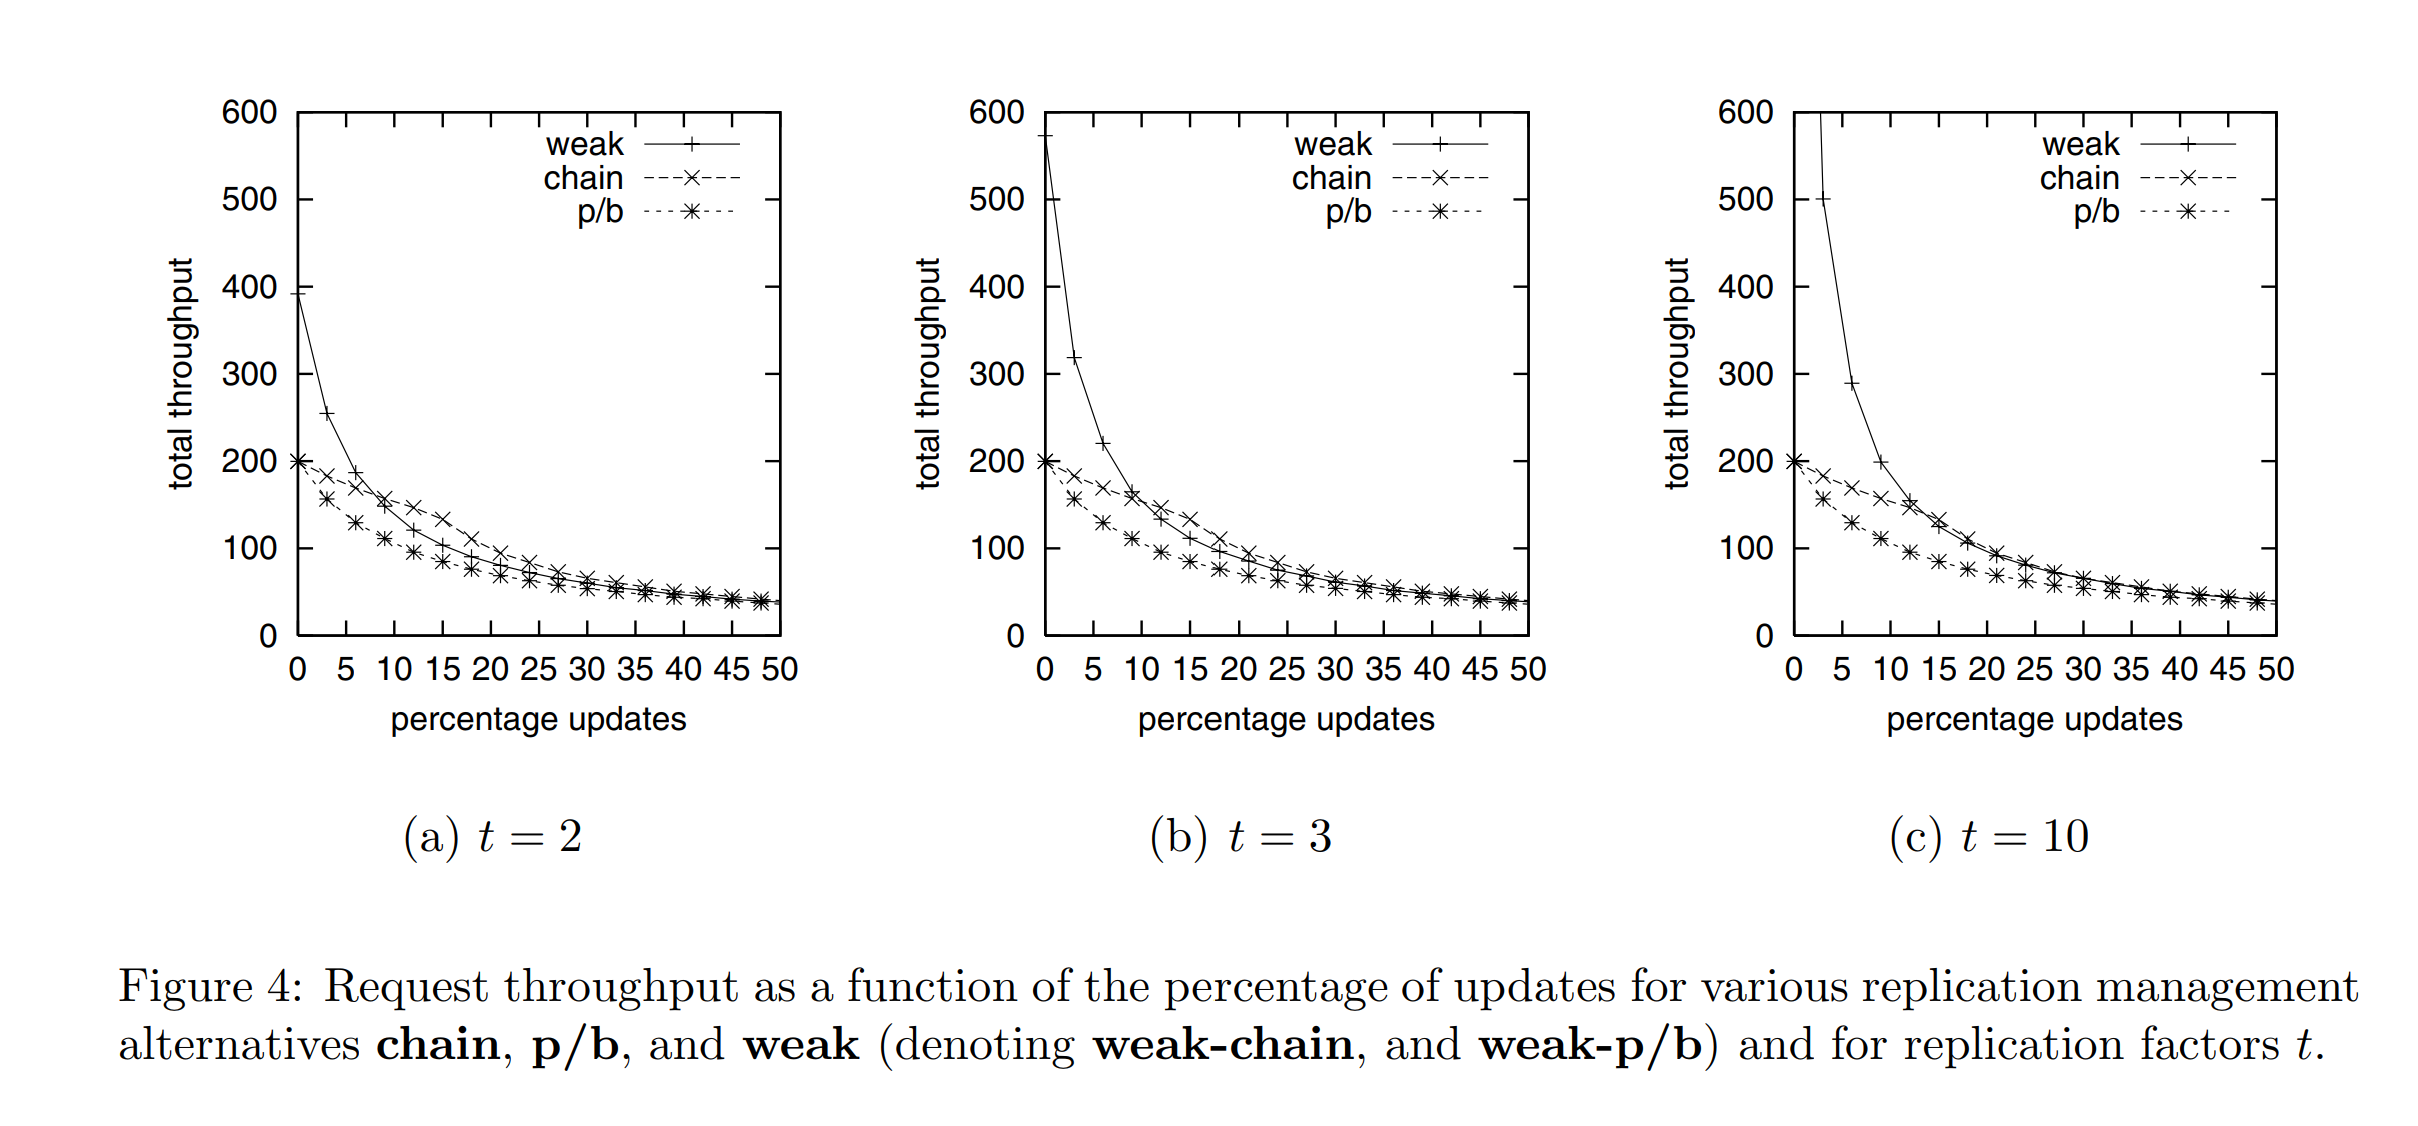 600
500
400
300
200
100
0
total throughput
weak
chain
p/b
0 5 10 15 20 25 30 35 40 45 50
percentage updates
(a) t = 2
600
500
400
300
200
100
0
total throughput
weak
chain
p/b
0 5 10 15 20 25 30 35 40 45 50
percentage updates
(b) t = 3
600
500
400
300
200
100
0
total throughput
weak
chain
p/b
0 5 10 15 20 25 30 35 40 45 50
percentage updates
(c) t = 10
Figure 4: Request throughput as a function of the percentage of updates for various replication management
alternatives chain, p/b, and weak (denoting weak-chain, and weak-p/b) and for replication factors t.